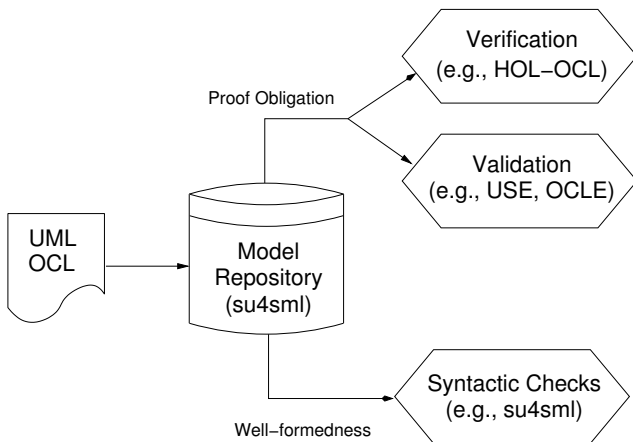 Verification
(e.g., HOL−OCL)
Proof Obligation
Validation
(e.g., USE, OCLE)
UML
OCL
Model
Repository
(su4sml)
Syntactic Checks
(e.g., su4sml)
Well−formedness